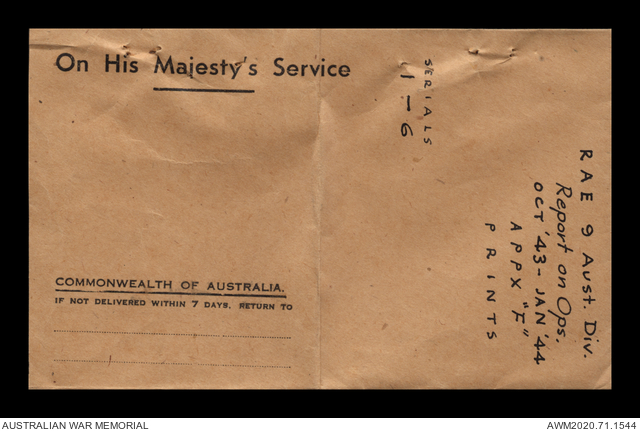 On His Majesty's Service
COMMONWEALTH OF AUSTRALIA.
IF NOT DELIVERED WITHIN 7 DAYS, RETURN TO
SERIALS
1 - 6
RAE 9 Aust. Div.
Report on Ops.
OCT '43 - JAN '44
APPX "F"
PRINTS
AUSTRALIAN WAR MEMORIAL
AWM2020.71.1544